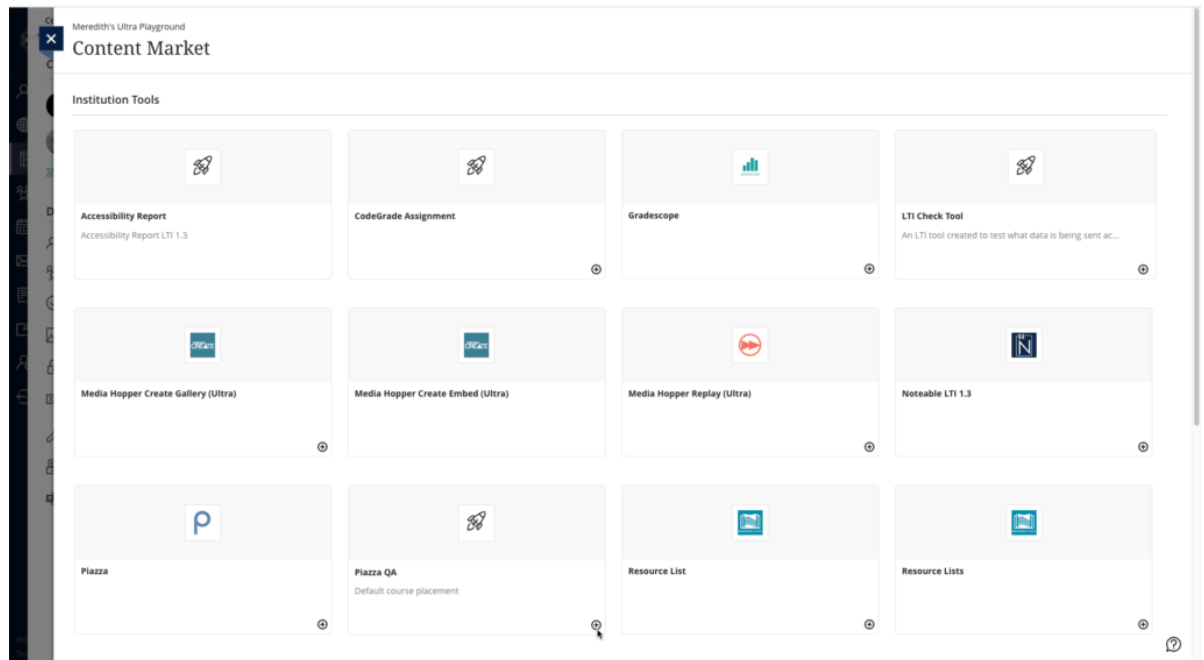 Meredith's Ultra Playground
Content Market
Institution Tools
Accessibility Report
Accessibility Report LTI 1.3
CodeGrade Assignment
Gradescope
LTI Check Tool
An LTI tool created to test what data is being sent ac...
CREATE
CREATE
N
Media Hopper Create Gallery (Ultra)
Media Hopper Create Embed (Ultra)
Media Hopper Replay (Ultra)
Noteable LTI 1.3
Piazza
Piazza QA
Default course placement
Resource List
Resource Lists